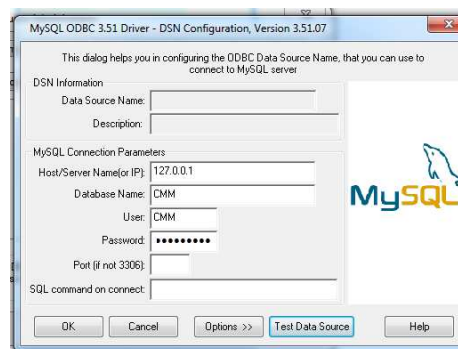 MySQL ODBC 3.51 Driver - DSN Configuration, Version 3.51.07
This dialog helps you in configuring the ODBC Data Source Name, that you can use to
connect to MySQL server
DSN Information
Data Source Name:
Description:
MySQL Connection Parameters
Host/Server Name(or IP): 127.0.0.1
Database Name: CMM
User: CMM
Password: •••••••••
Port (if not 3306):
SQL command on connect:
MySQL
OK Cancel Options >> Test Data Source Help